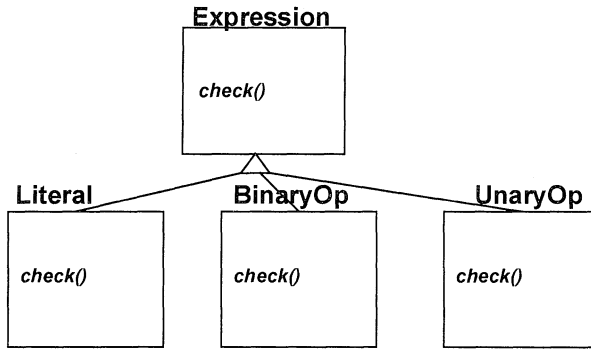 Expression
check()
Literal
BinaryOp
UnaryOp
check()
check()
check()